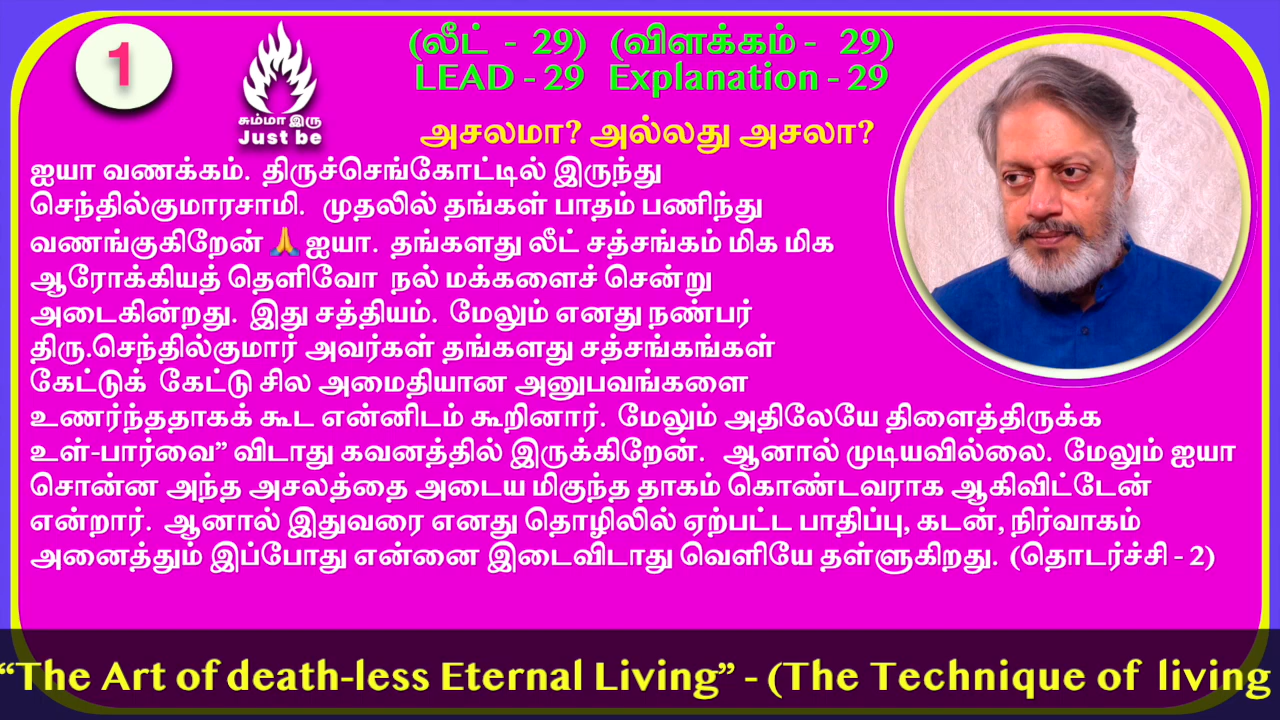 1
சும்மா இரு
Just be
(லீட் - 29) (விளக்கம் - 29)
LEAD - 29 Explanation - 29
அசலமா? அல்லது அசலா?
ஐயா வணக்கம். திருச்செங்கோட்டில் இருந்து
செந்தில்குமாரசாமி. முதலில் தங்கள் பாதம் பணிந்து
வணங்குகிறேன் 🙏 ஐயா. தங்களது லீட் சத்சங்கம் மிக மிக
ஆரோக்கியத் தெளிவோ நல் மக்களைச் சென்று
அடைகின்றது. இது சத்தியம். மேலும் எனது நண்பர்
திரு.செந்தில்குமார் அவர்கள் தங்களது சத்சங்கங்கள்
கேட்டுக் கேட்டு சில அமைதியான அனுபவங்களை
உணர்ந்ததாகக் கூட என்னிடம் கூறினார். மேலும் அதிலேயே திளைத்திருக்க
உள்-பார்வை” விடாது கவனத்தில் இருக்கிறேன். ஆனால் முடியவில்லை. மேலும் ஐயா
சொன்ன அந்த அசலத்தை அடைய மிகுந்த தாகம் கொண்டவராக ஆகிவிட்டேன்
என்றார். ஆனால் இதுவரை எனது தொழிலில் ஏற்பட்ட பாதிப்பு, கடன், நிர்வாகம்
அனைத்தும் இப்போது என்னை இடைவிடாது வெளியே தள்ளுகிறது. (தொடர்ச்சி - 2)
“The Art of death-less Eternal Living” - (The Technique of living